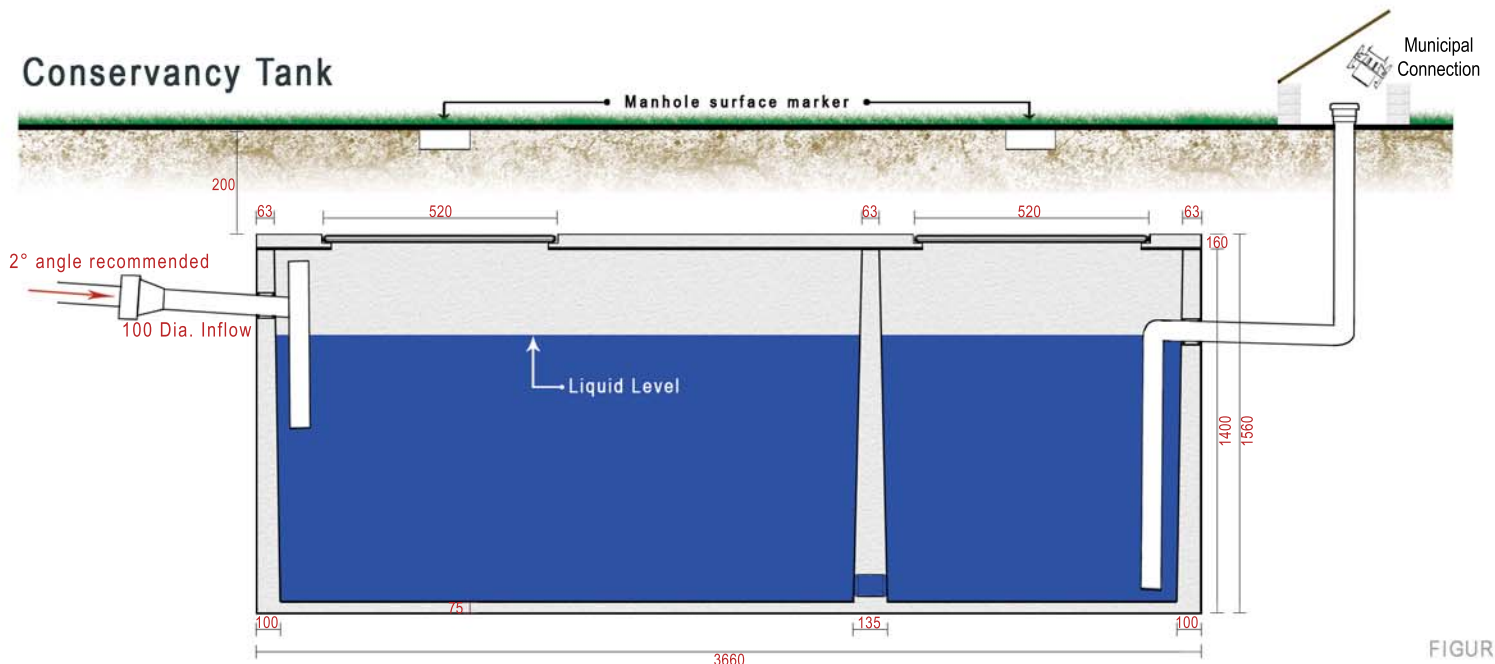 Conservancy Tank
Municipal
Connection
Manhole surface marker
200
63
520
63
520
63
160
2° angle recommended
100 Dia. Inflow
Liquid Level
1400
1560
75
100
135
100
3660
FIGUR